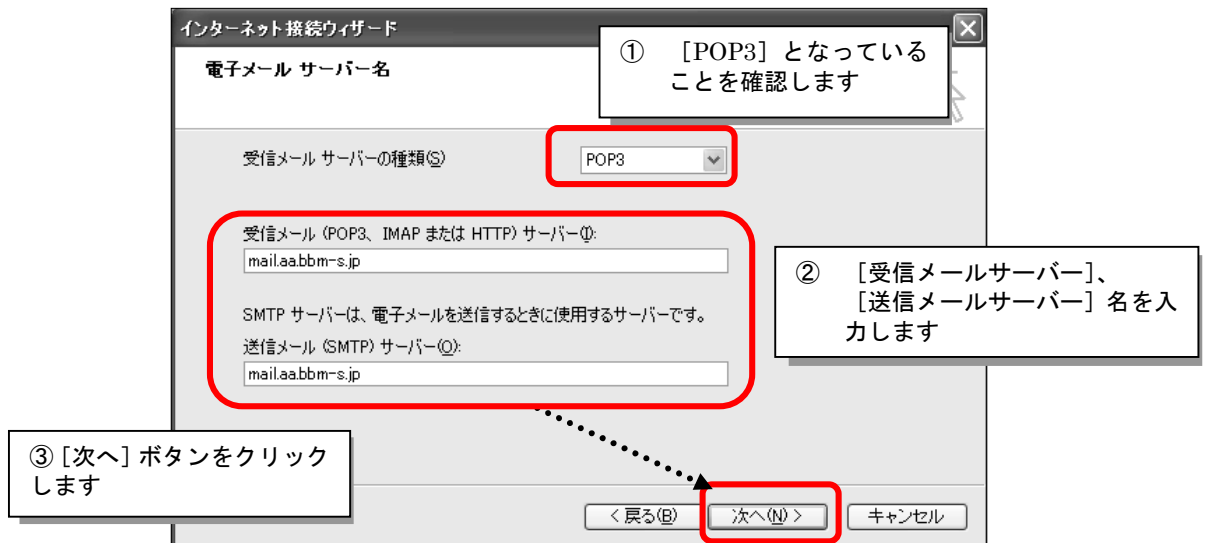 インターネット接続ウィザード
電子メール サーバー名
① [POP3] となっている
ことを確認します
受信メール サーバーの種類(S)
POP3
受信メール (POP3、IMAP または HTTP) サーバー(I):
mail.aa.bbm-s.jp
SMTP サーバーは、電子メールを送信するときに使用するサーバーです。
送信メール (SMTP) サーバー(O):
mail.aa.bbm-s.jp
② [受信メールサーバー]、
[送信メールサーバー] 名を入
力します
③ [次へ] ボタンをクリック
します
< 戻る(B)
次へ(N) >
キャンセル